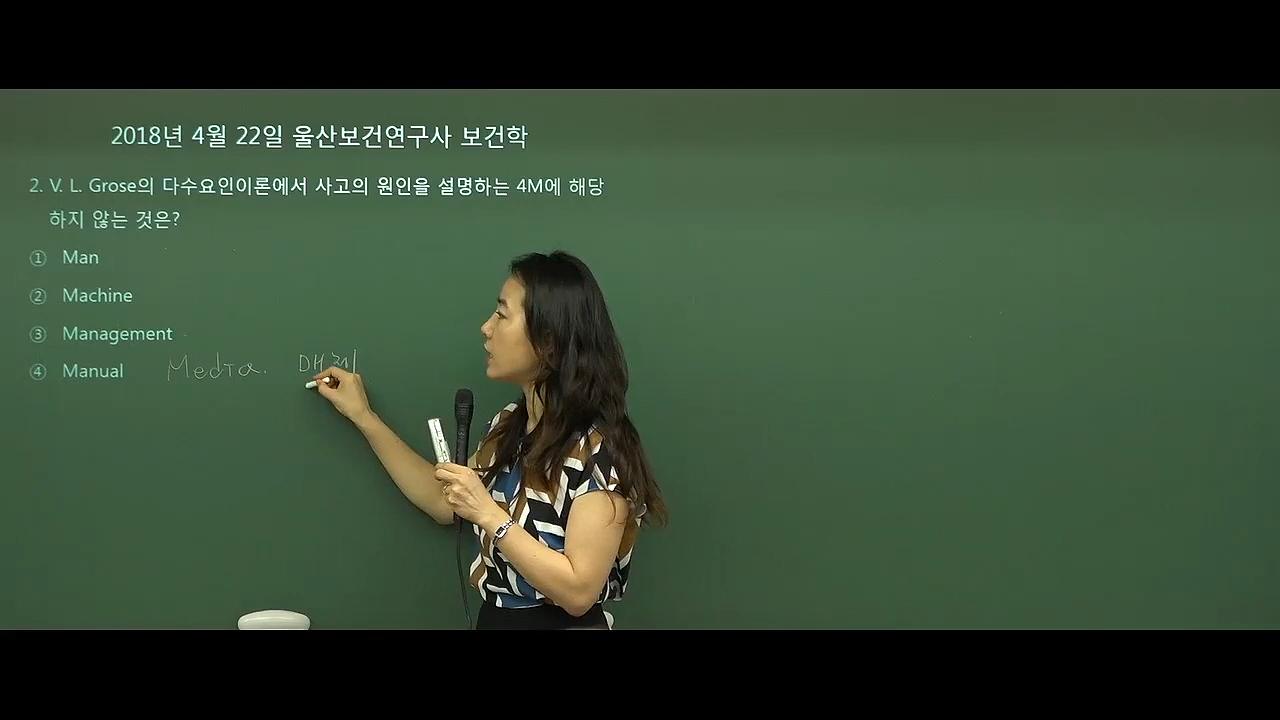 2018년 4월 22일 울산보건연구사 보건학
2. V. L. Grose의 다수요인이론에서 사고의 원인을 설명하는 4M에 해당
하지 않는 것은?
① Man
② Machine
③ Management
④ Manual Media. 매체